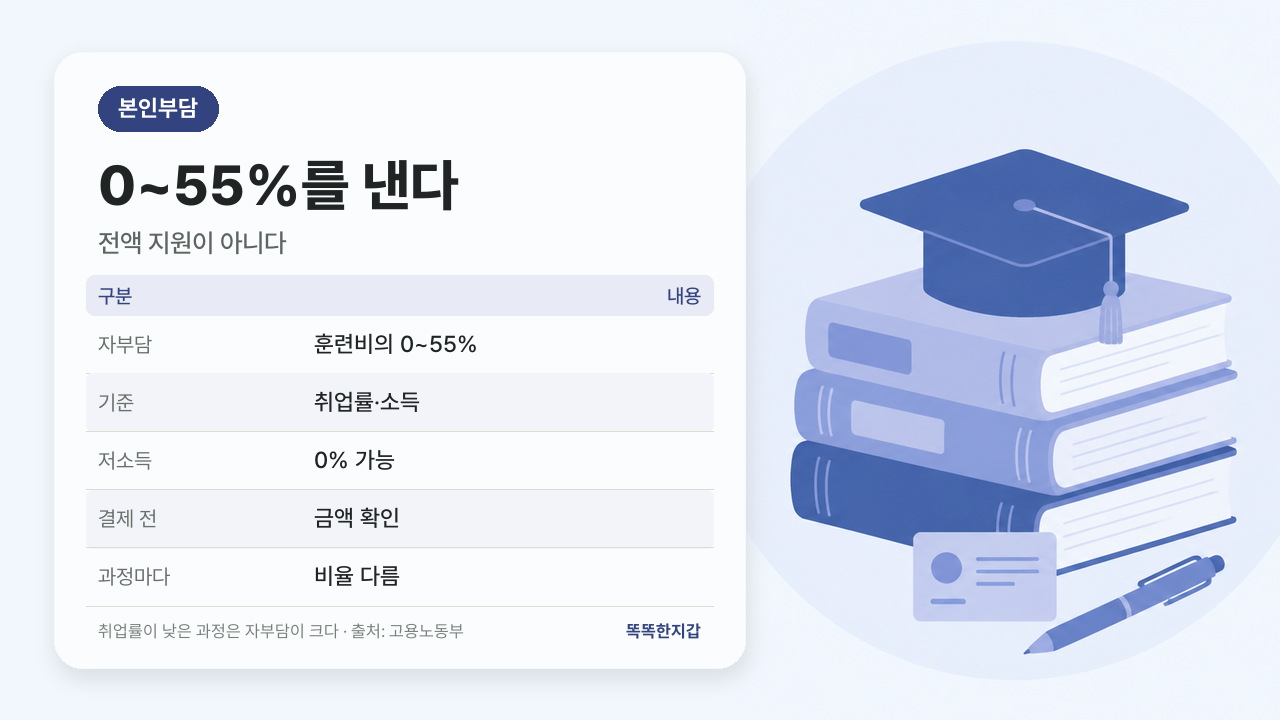 본인부담
0~55%를 낸다
전액 지원이 아니다
구분 내용
자부담 훈련비의 0~55%
기준 취업률·소득
저소득 0% 가능
결제 전 금액 확인
과정마다 비율 다름
취업률이 낮은 과정은 자부담이 크다 · 출처: 고용노동부 똑똑한지갑